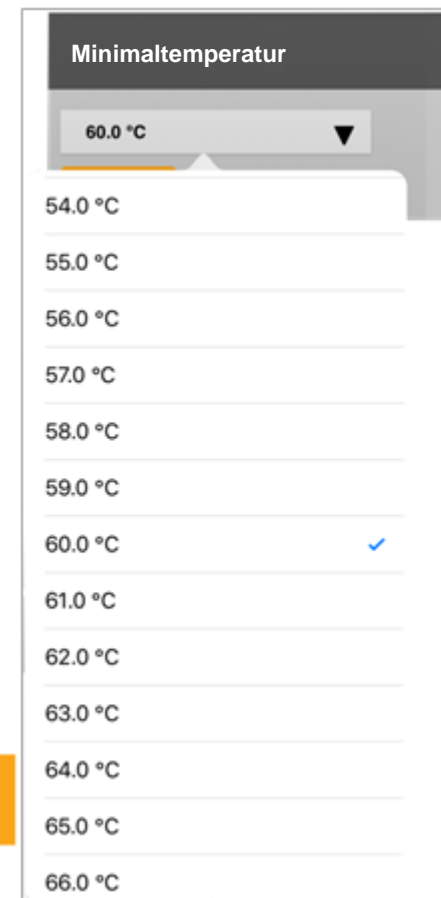 Minimaltemperatur
60.0 °C
54.0 °C
55.0 °C
56.0 °C
57.0 °C
58.0 °C
59.0 °C
60.0 °C
61.0 °C
62.0 °C
63.0 °C
64.0 °C
65.0 °C
66.0 °C